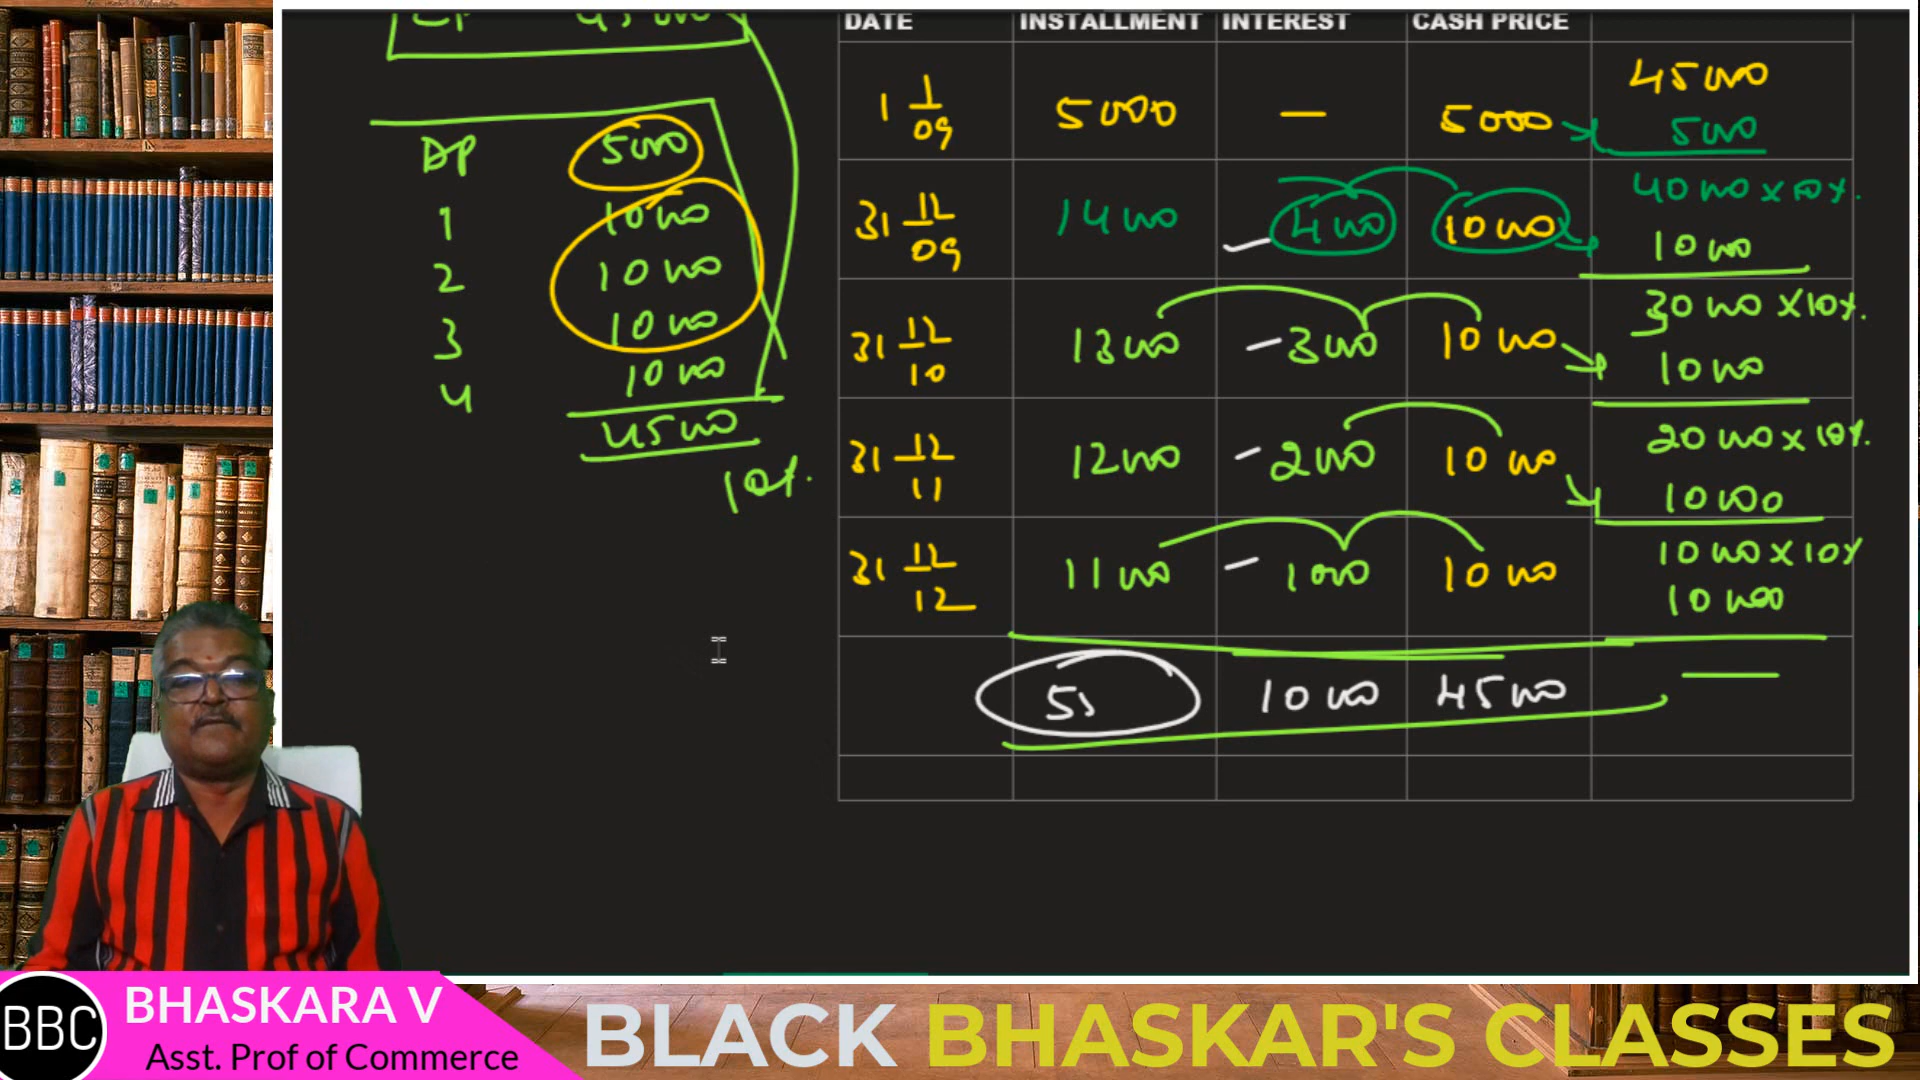 DATE INSTALLMENT INTEREST CASH PRICE
1 1/09 5000 — 5000 45000
5000
31 12/09 14000 4000 10000 40000 x 10%.
10000
31 12/10 13000 - 3000 10000 30000 x 10%.
10000
31 12/11 12000 - 2000 10000 20000 x 10%.
10000
31 12/12 11000 - 1000 10000 10000 x 10%
10000
55 10000 45000 —
DP 5000
1 10000
2 10000
3 10000
4 10000
45000
10%.
BBC
BHASKARA V
Asst. Prof of Commerce
BLACK BHASKAR'S CLASSES